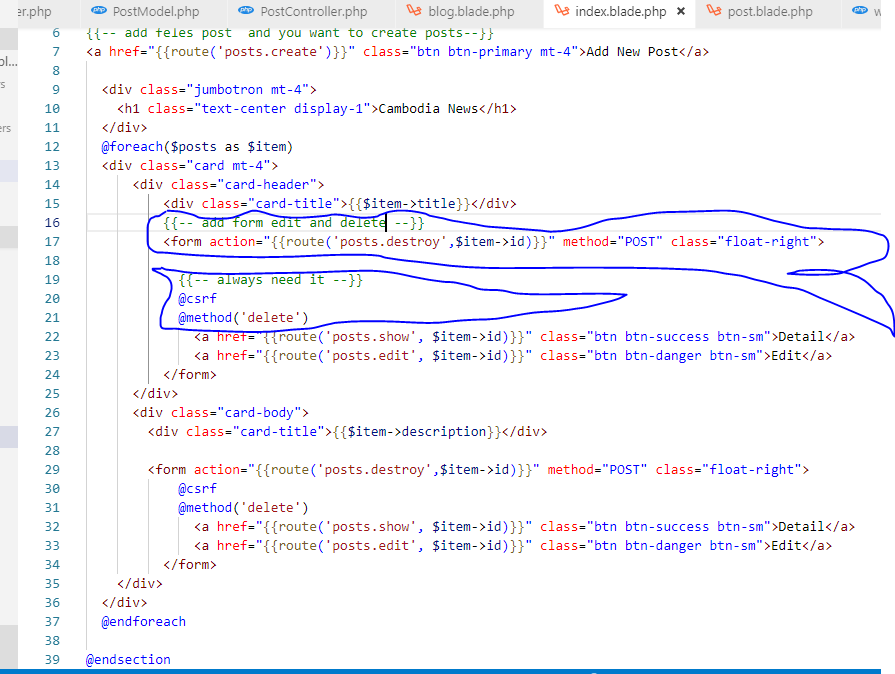 er.php PostModel.php PostController.php blog.blade.php index.blade.php × post.blade.php w
6 {{-- add feles post and you want to create posts--}}
7 <a href="{{route('posts.create')}}" class="btn btn-primary mt-4">Add New Post</a>
8
9 <div class="jumbotron mt-4">
10 <h1 class="text-center display-1">Cambodia News</h1>
11 </div>
12 @foreach($posts as $item)
13 <div class="card mt-4">
14 <div class="card-header">
15 <div class="card-title">{{$item->title}}</div>
16 {{-- add form edit and delete --}}
17 <form action="{{route('posts.destroy',$item->id)}}" method="POST" class="float-right">
18
19 {{-- always need it --}}
20 @csrf
21 @method('delete')
22 <a href="{{route('posts.show', $item->id)}}" class="btn btn-success btn-sm">Detail</a>
23 <a href="{{route('posts.edit', $item->id)}}" class="btn btn-danger btn-sm">Edit</a>
24 </form>
25 </div>
26 <div class="card-body">
27 <div class="card-title">{{$item->description}}</div>
28
29 <form action="{{route('posts.destroy',$item->id)}}" method="POST" class="float-right">
30 @csrf
31 @method('delete')
32 <a href="{{route('posts.show', $item->id)}}" class="btn btn-success btn-sm">Detail</a>
33 <a href="{{route('posts.edit', $item->id)}}" class="btn btn-danger btn-sm">Edit</a>
34 </form>
35 </div>
36 </div>
37 @endforeach
38
39 @endsection